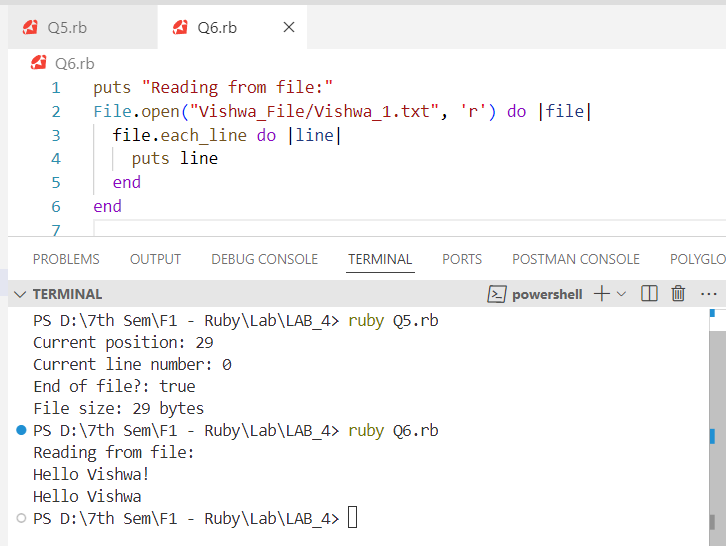 Q5.rb Q6.rb
Q6.rb
1 puts "Reading from file:"
2 File.open("Vishwa_File/Vishwa_1.txt", 'r') do |file|
3 file.each_line do |line|
4 puts line
5 end
6 end
7
PROBLEMS OUTPUT DEBUG CONSOLE TERMINAL PORTS POSTMAN CONSOLE POLYGLO
TERMINAL powershell
PS D:\7th Sem\F1 - Ruby\Lab\LAB_4> ruby Q5.rb
Current position: 29
Current line number: 0
End of file?: true
File size: 29 bytes
PS D:\7th Sem\F1 - Ruby\Lab\LAB_4> ruby Q6.rb
Reading from file:
Hello Vishwa!
Hello Vishwa
PS D:\7th Sem\F1 - Ruby\Lab\LAB_4>